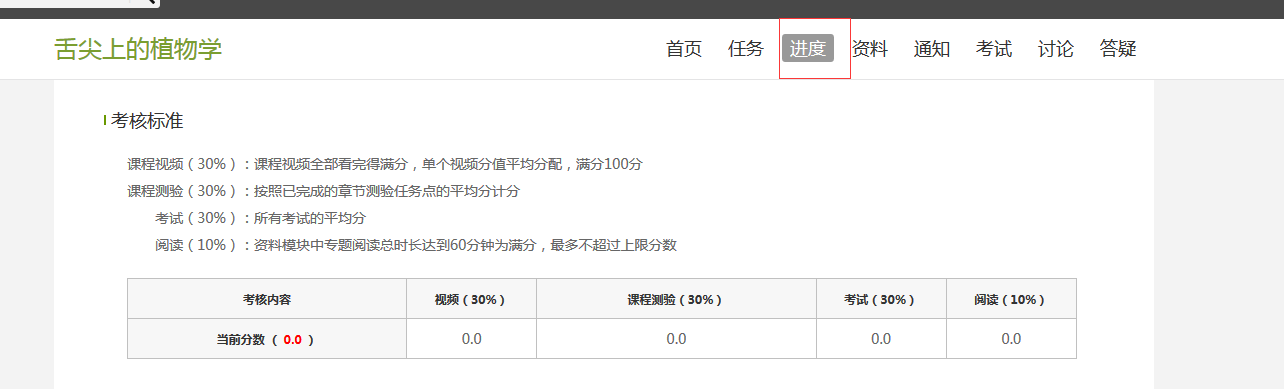 舌尖上的植物学
首页 任务 进度 资料 通知 考试 讨论 答疑
考核标准
课程视频（30%）：课程视频全部看完得满分，单个视频分值平均分配，满分100分
课程测验（30%）：按照已完成的章节测验任务点的平均分计分
考试（30%）：所有考试的平均分
阅读（10%）：资料模块中专题阅读总时长达到60分钟为满分，最多不超过上限分数
考核内容 视频（30%） 课程测验（30%） 考试（30%） 阅读（10%）
当前分数（ 0.0 ） 0.0 0.0 0.0 0.0